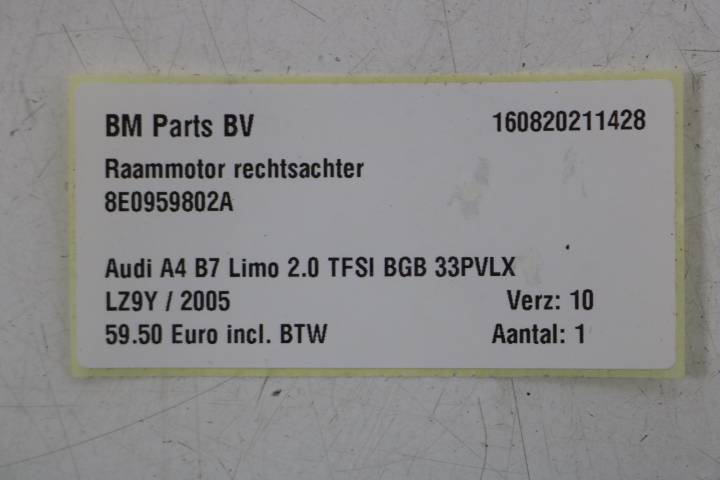 BM Parts BV 160820211428
Raammotor rechtsachter
8E0959802A
Audi A4 B7 Limo 2.0 TFSI BGB 33PVLX
LZ9Y / 2005 Verz: 10
59.50 Euro incl. BTW Aantal: 1